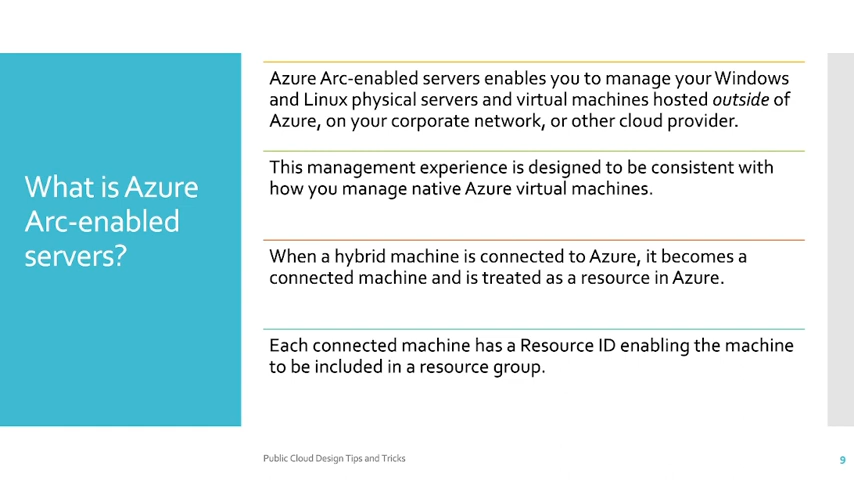 What is Azure
Arc-enabled
servers?
Azure Arc-enabled servers enables you to manage your Windows
and Linux physical servers and virtual machines hosted outside of
Azure, on your corporate network, or other cloud provider.
This management experience is designed to be consistent with
how you manage native Azure virtual machines.
When a hybrid machine is connected to Azure, it becomes a
connected machine and is treated as a resource in Azure.
Each connected machine has a Resource ID enabling the machine
to be included in a resource group.
Public Cloud Design Tips and Tricks
9